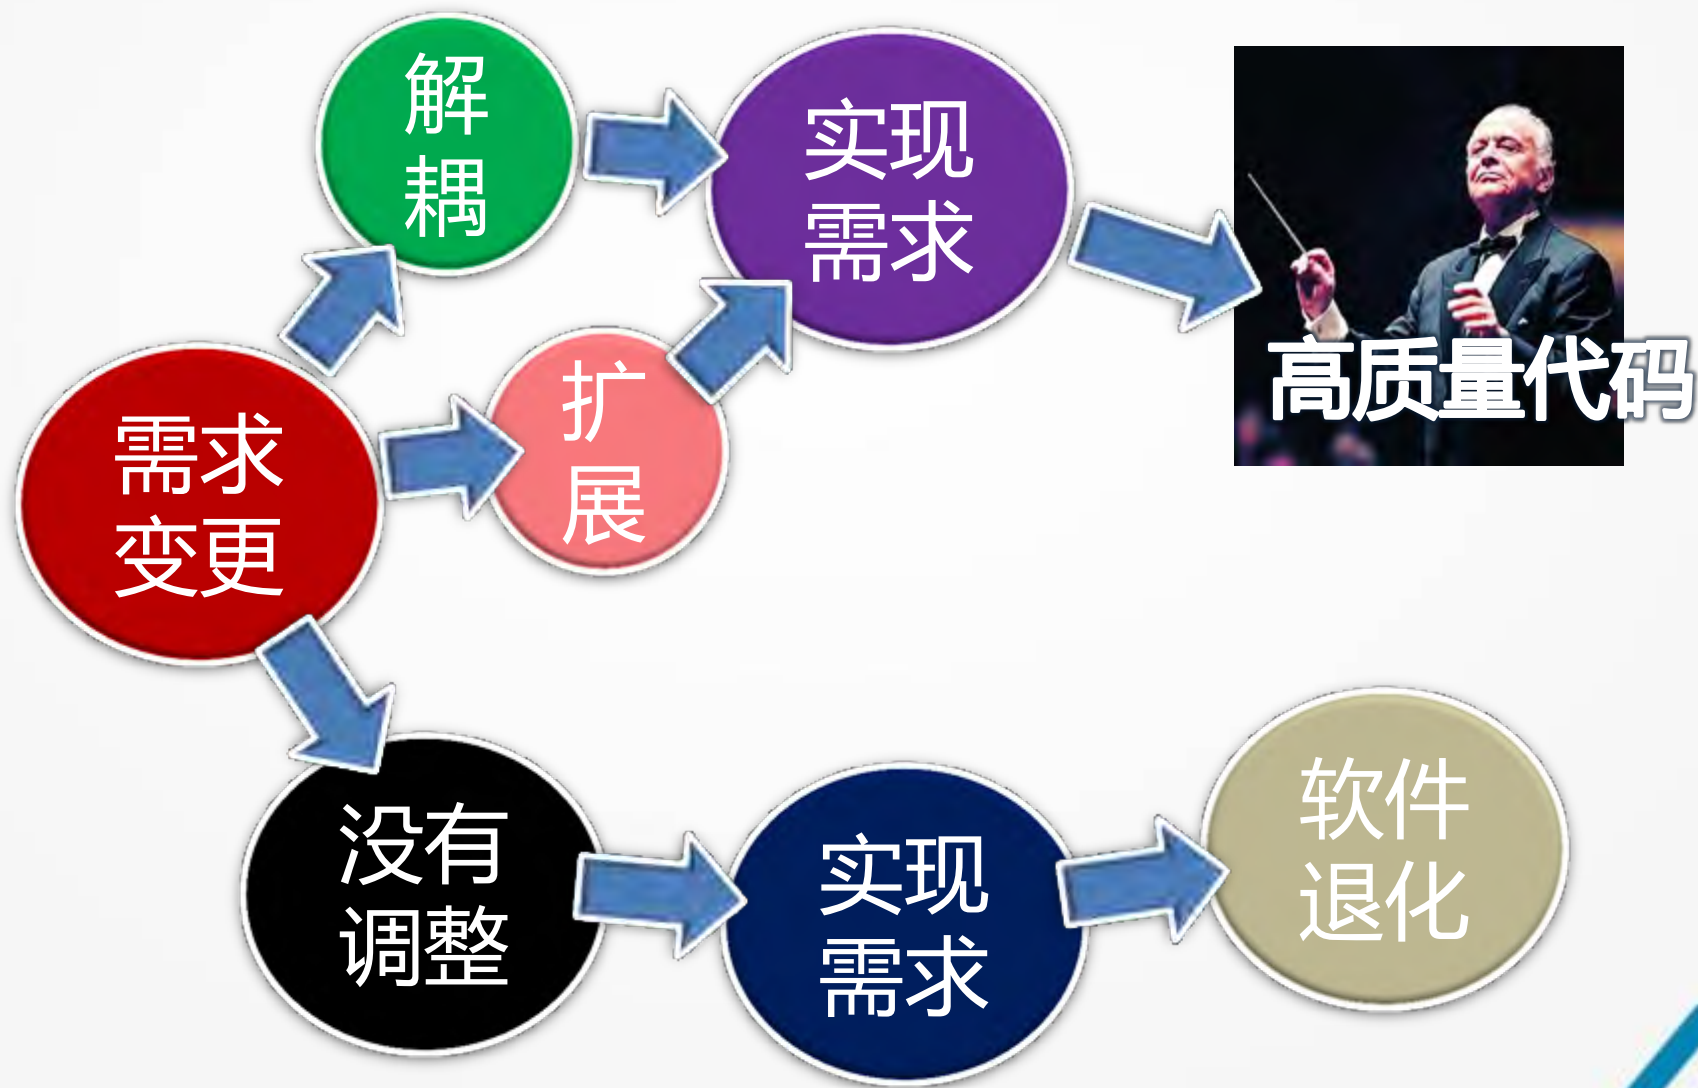 解
耦
实现
需求
高质量代码
扩
展
需求
变更
没有
调整
实现
需求
软件
退化